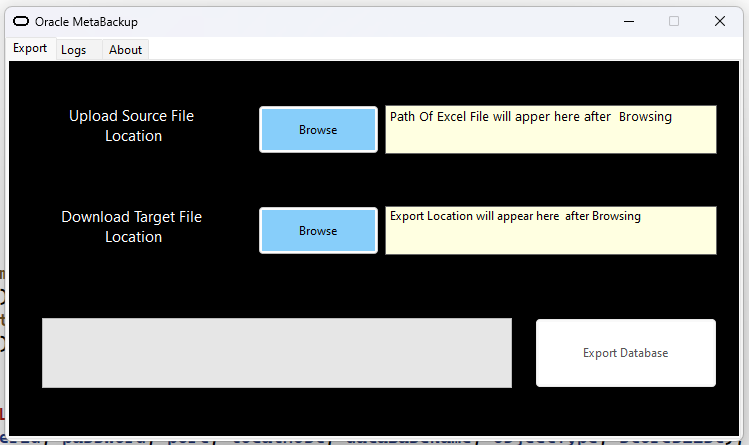 Oracle MetaBackup
Export Logs About
Upload Source File
Location
Browse
Path Of Excel File will apper here after Browsing
Download Target File
Location
Browse
Export Location will appear here after Browsing
Export Database